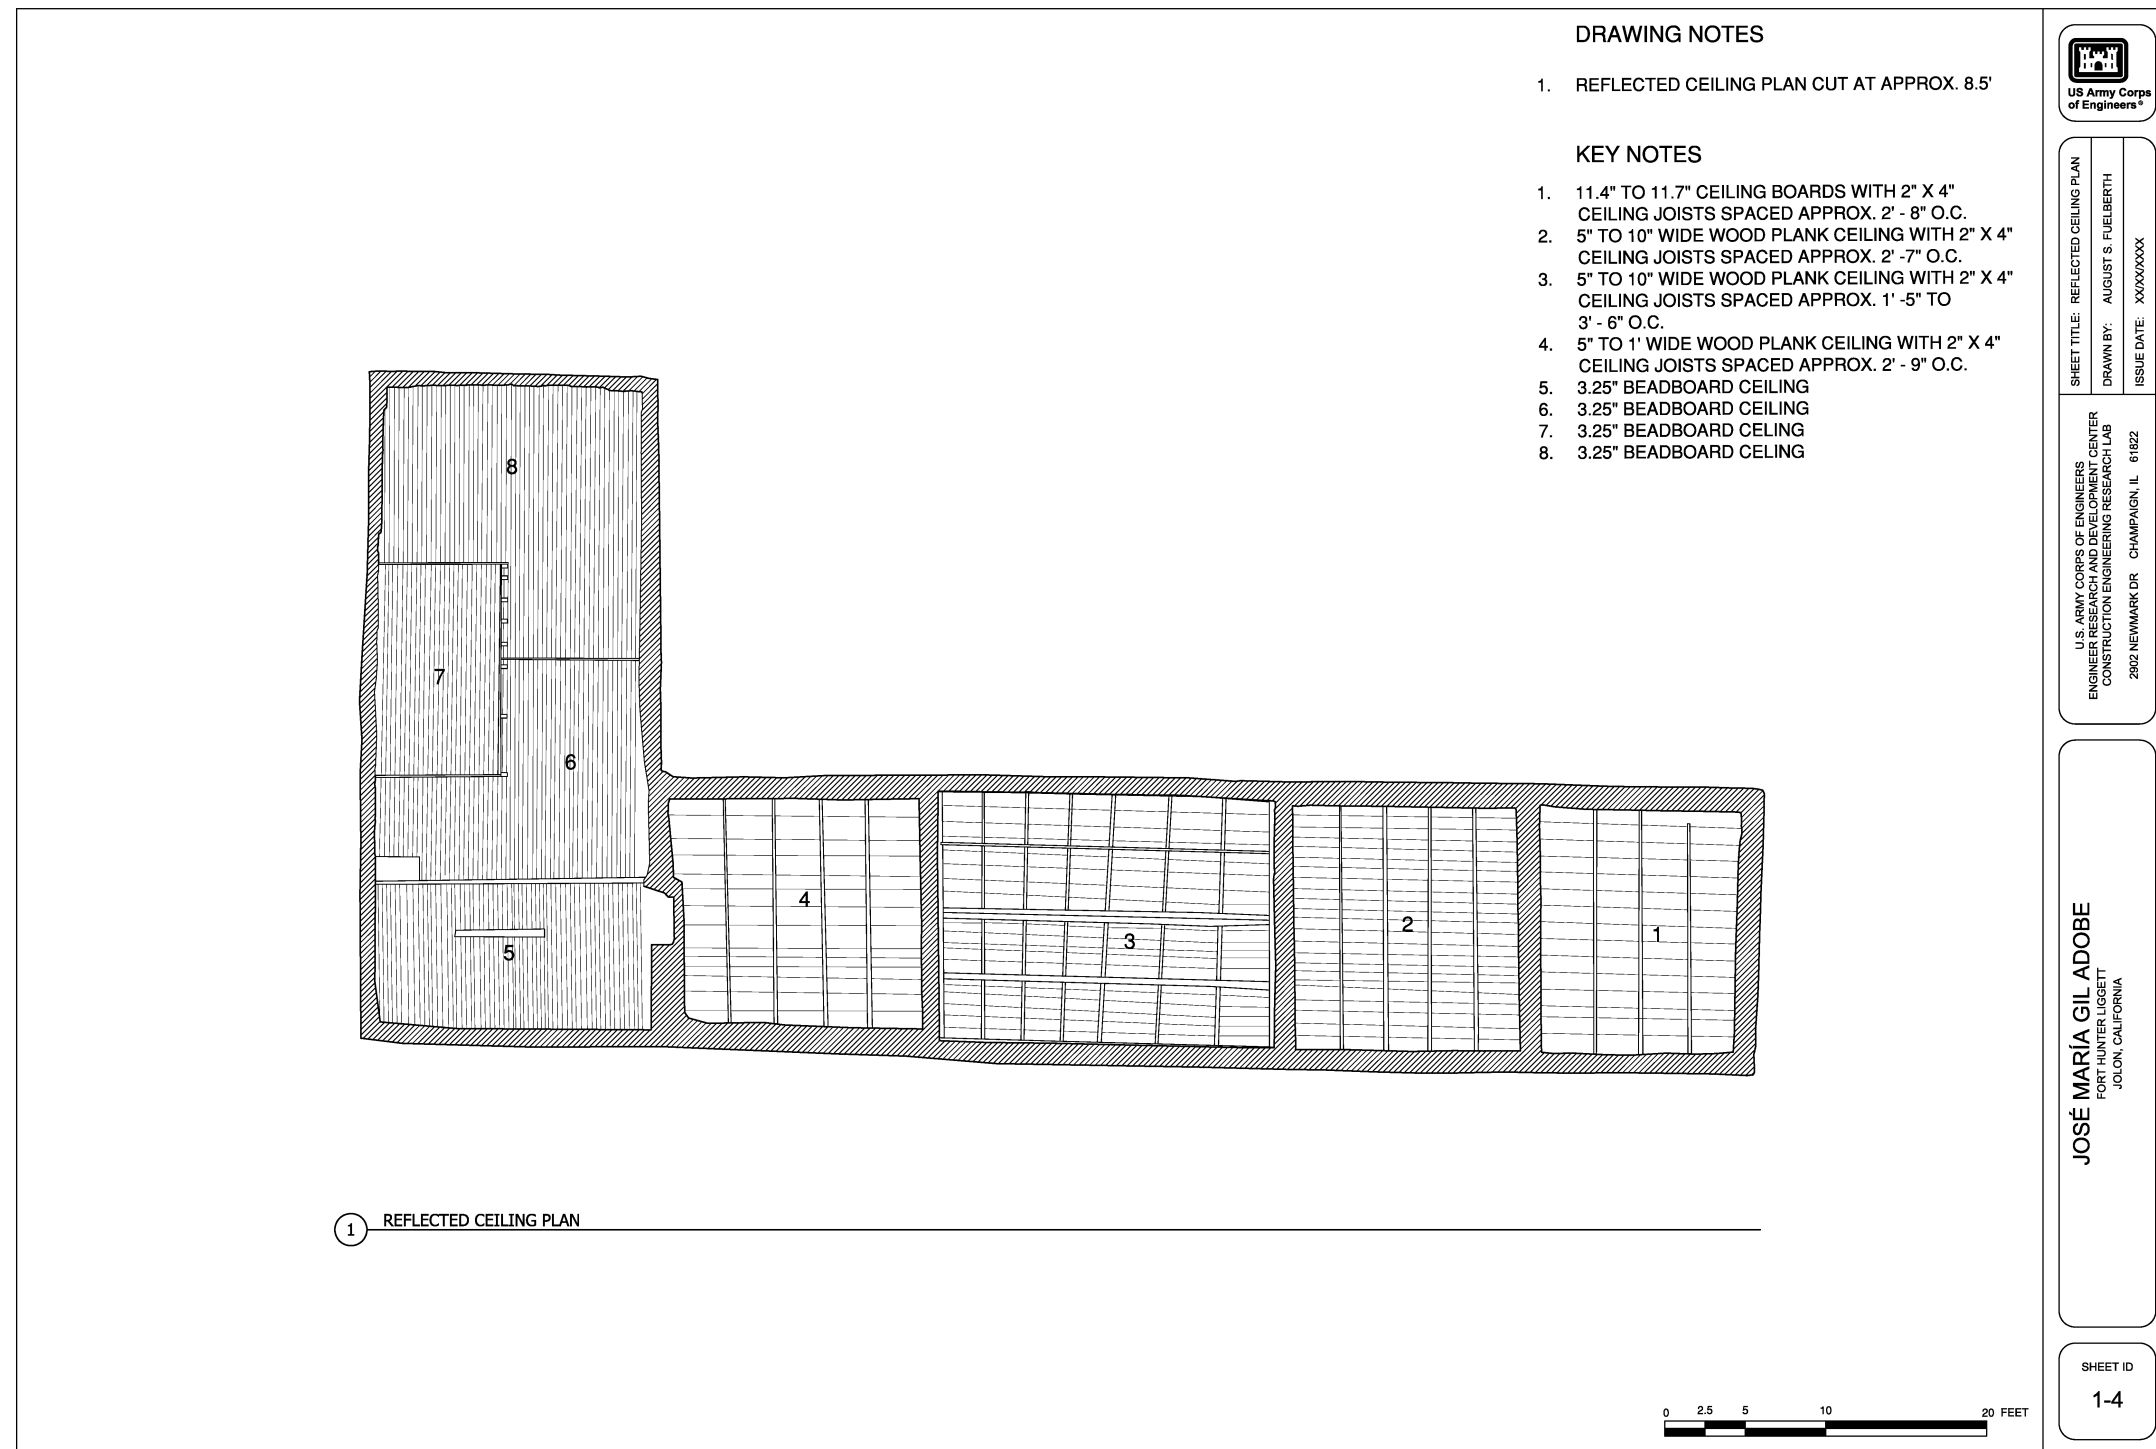 DRAWING NOTES
1. REFLECTED CEILING PLAN CUT AT APPROX. 8.5'
KEY NOTES
1. 11.4" TO 11.7" CEILING BOARDS WITH 2" X 4"
CEILING JOISTS SPACED APPROX. 2' - 8" O.C.
2. 5" TO 10" WIDE WOOD PLANK CEILING WITH 2" X 4"
CEILING JOISTS SPACED APPROX. 2' -7" O.C.
3. 5" TO 10" WIDE WOOD PLANK CEILING WITH 2" X 4"
CEILING JOISTS SPACED APPROX. 1' -5" TO
3' - 6" O.C.
4. 5" TO 1' WIDE WOOD PLANK CEILING WITH 2" X 4"
CEILING JOISTS SPACED APPROX. 2' - 9" O.C.
5. 3.25" BEADBOARD CEILING
6. 3.25" BEADBOARD CEILING
7. 3.25" BEADBOARD CELING
8. 3.25" BEADBOARD CELING
8
7
6
5
4
3
2
1
1 REFLECTED CEILING PLAN
0 2.5 5 10 20 FEET
US Army Corps
of Engineers®
SHEET TITLE: REFLECTED CEILING PLAN
DRAWN BY: AUGUST S. FUELBERTH
ISSUE DATE: XX/XX/XXXX
U.S. ARMY CORPS OF ENGINEERS
ENGINEER RESEARCH AND DEVELOPMENT CENTER
CONSTRUCTION ENGINEERING RESEARCH LAB
2902 NEWMARK DR CHAMPAIGN, IL 61822
JOSÉ MARÍA GIL ADOBE
FORT HUNTER LIGGETT
JOLON, CALIFORNIA
SHEET ID
1-4